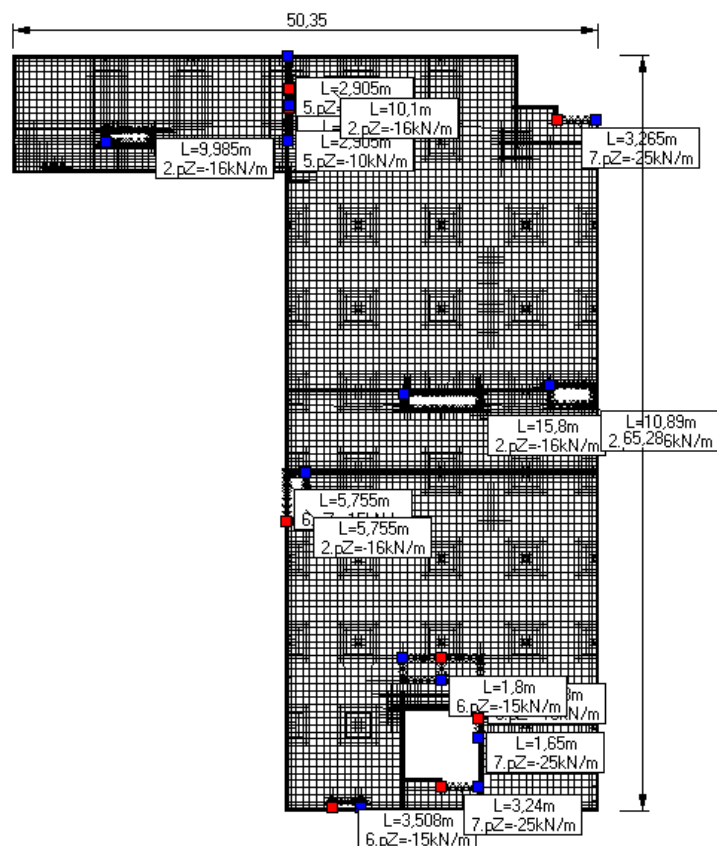 50,35
L=2,905m
5.pZ
L=10,1m
2.pZ=-16kN/m
L=2,905m
5.pZ=-10kN/m
L=9,985m
2.pZ=-16kN/m
L=3,265m
7.pZ=-25kN/m
L=15,8m
2.pZ=-16kN/m
L=10,89m
65,28
6kN/m
L=5,755m
L=5,755m
2.pZ=-16kN/m
L=1,8m
6.pZ=-15kN/m
L=1,65m
7.pZ=-25kN/m
L=3,24m
7.pZ=-25kN/m
L=3,508m
6.pZ=-15kN/m